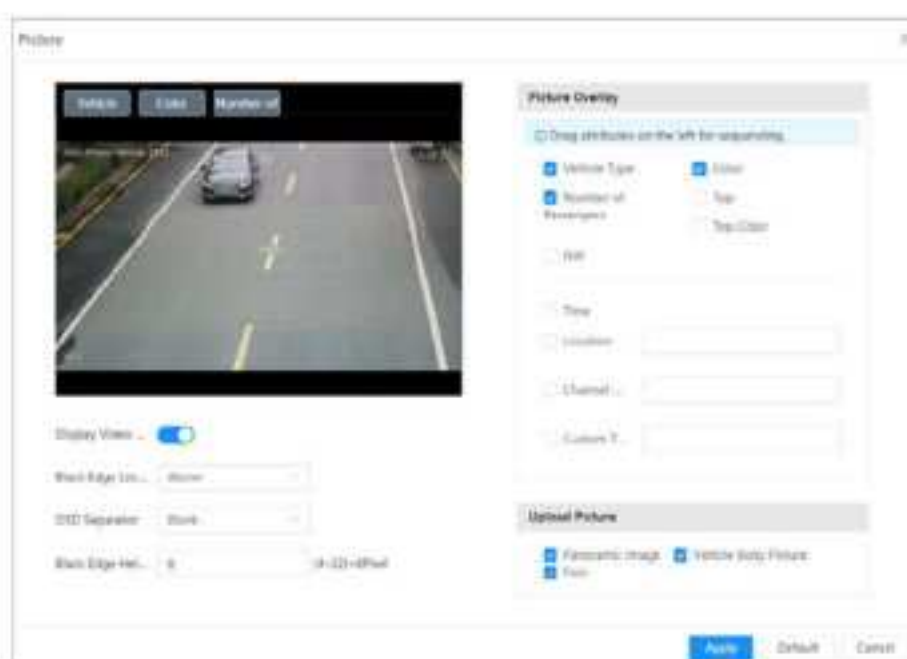 Picture
Vehicle
Color
Number of
Picture Overlay
Drag attributes on the left for sequencing.
Vehicle Type
Color
Number of
Passengers
Top
Top Color
Time
Location
Channel ...
Custom T...
Display Video ...
Black Edge Loc...
Above
OSD Separator
Blank
Black Edge Hei...
Upload Picture
Panoramic Image
Vehicle Body Picture
Face
Apply
Default
Cancel